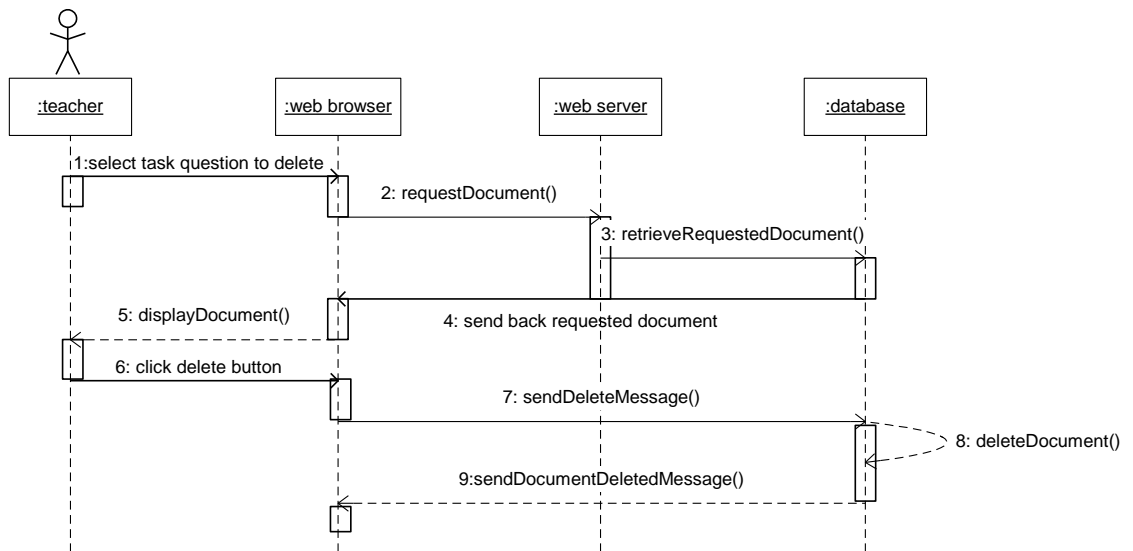 :teacher
:web browser
:web server
:database
1:select task question to delete
2: requestDocument()
3: retrieveRequestedDocument()
4: send back requested document
5: displayDocument()
6: click delete button
7: sendDeleteMessage()
8: deleteDocument()
9:sendDocumentDeletedMessage()